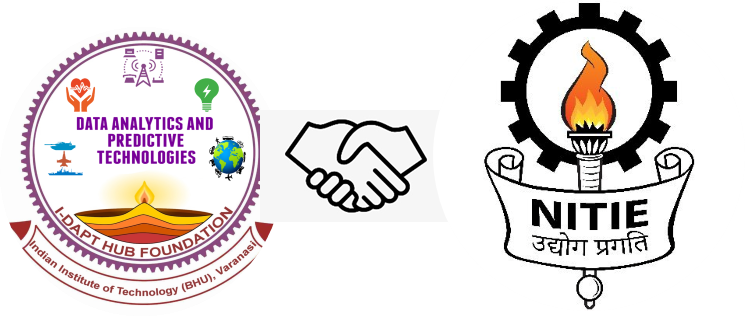 DATA ANALYTICS AND
PREDICTIVE
TECHNOLOGIES
I-DAPT HUB FOUNDATION
Indian Institute of Technology (BHU), Varanasi
NITIE
उद्योग प्रगति